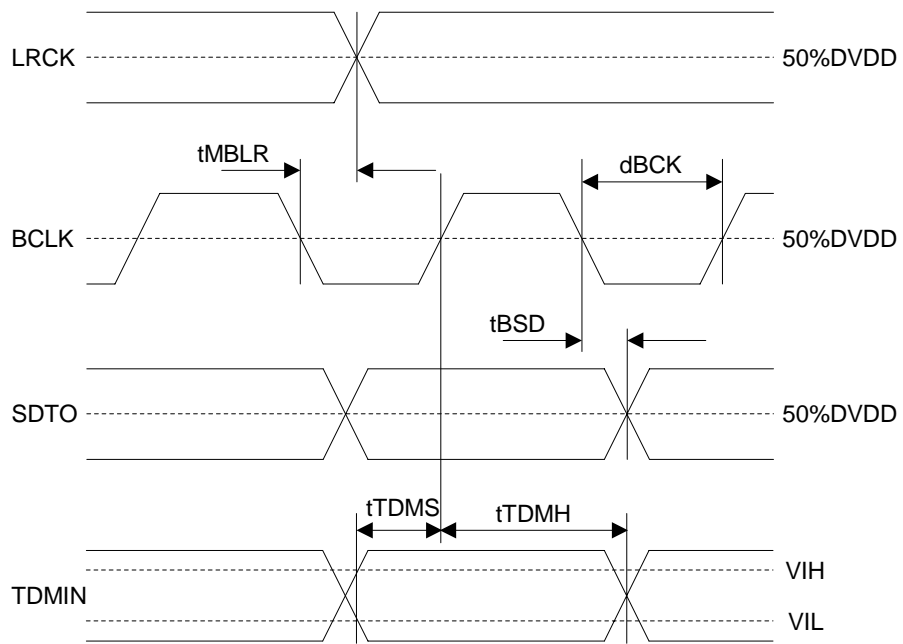 LRCK
50%DVDD
tMBLR
dBCK
BCLK
50%DVDD
tBSD
SDTO
50%DVDD
tTDMS
tTDMH
VIH
TDMIN
VIL